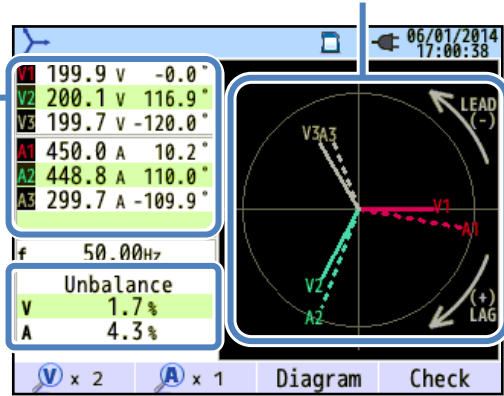 06/01/2014
17:00:38
V1 199.9 V -0.0°
V2 200.1 V 116.9°
V3 199.7 V -120.0°
A1 450.0 A 10.2°
A2 448.8 A 110.0°
A3 299.7 A -109.9°
f 50.00Hz
Unbalance
V 1.7%
A 4.3%
LEAD
(-)
V3 A3
V1
A1
V2
A2
(+)
LAG
V x 2
A x 1
Diagram
Check